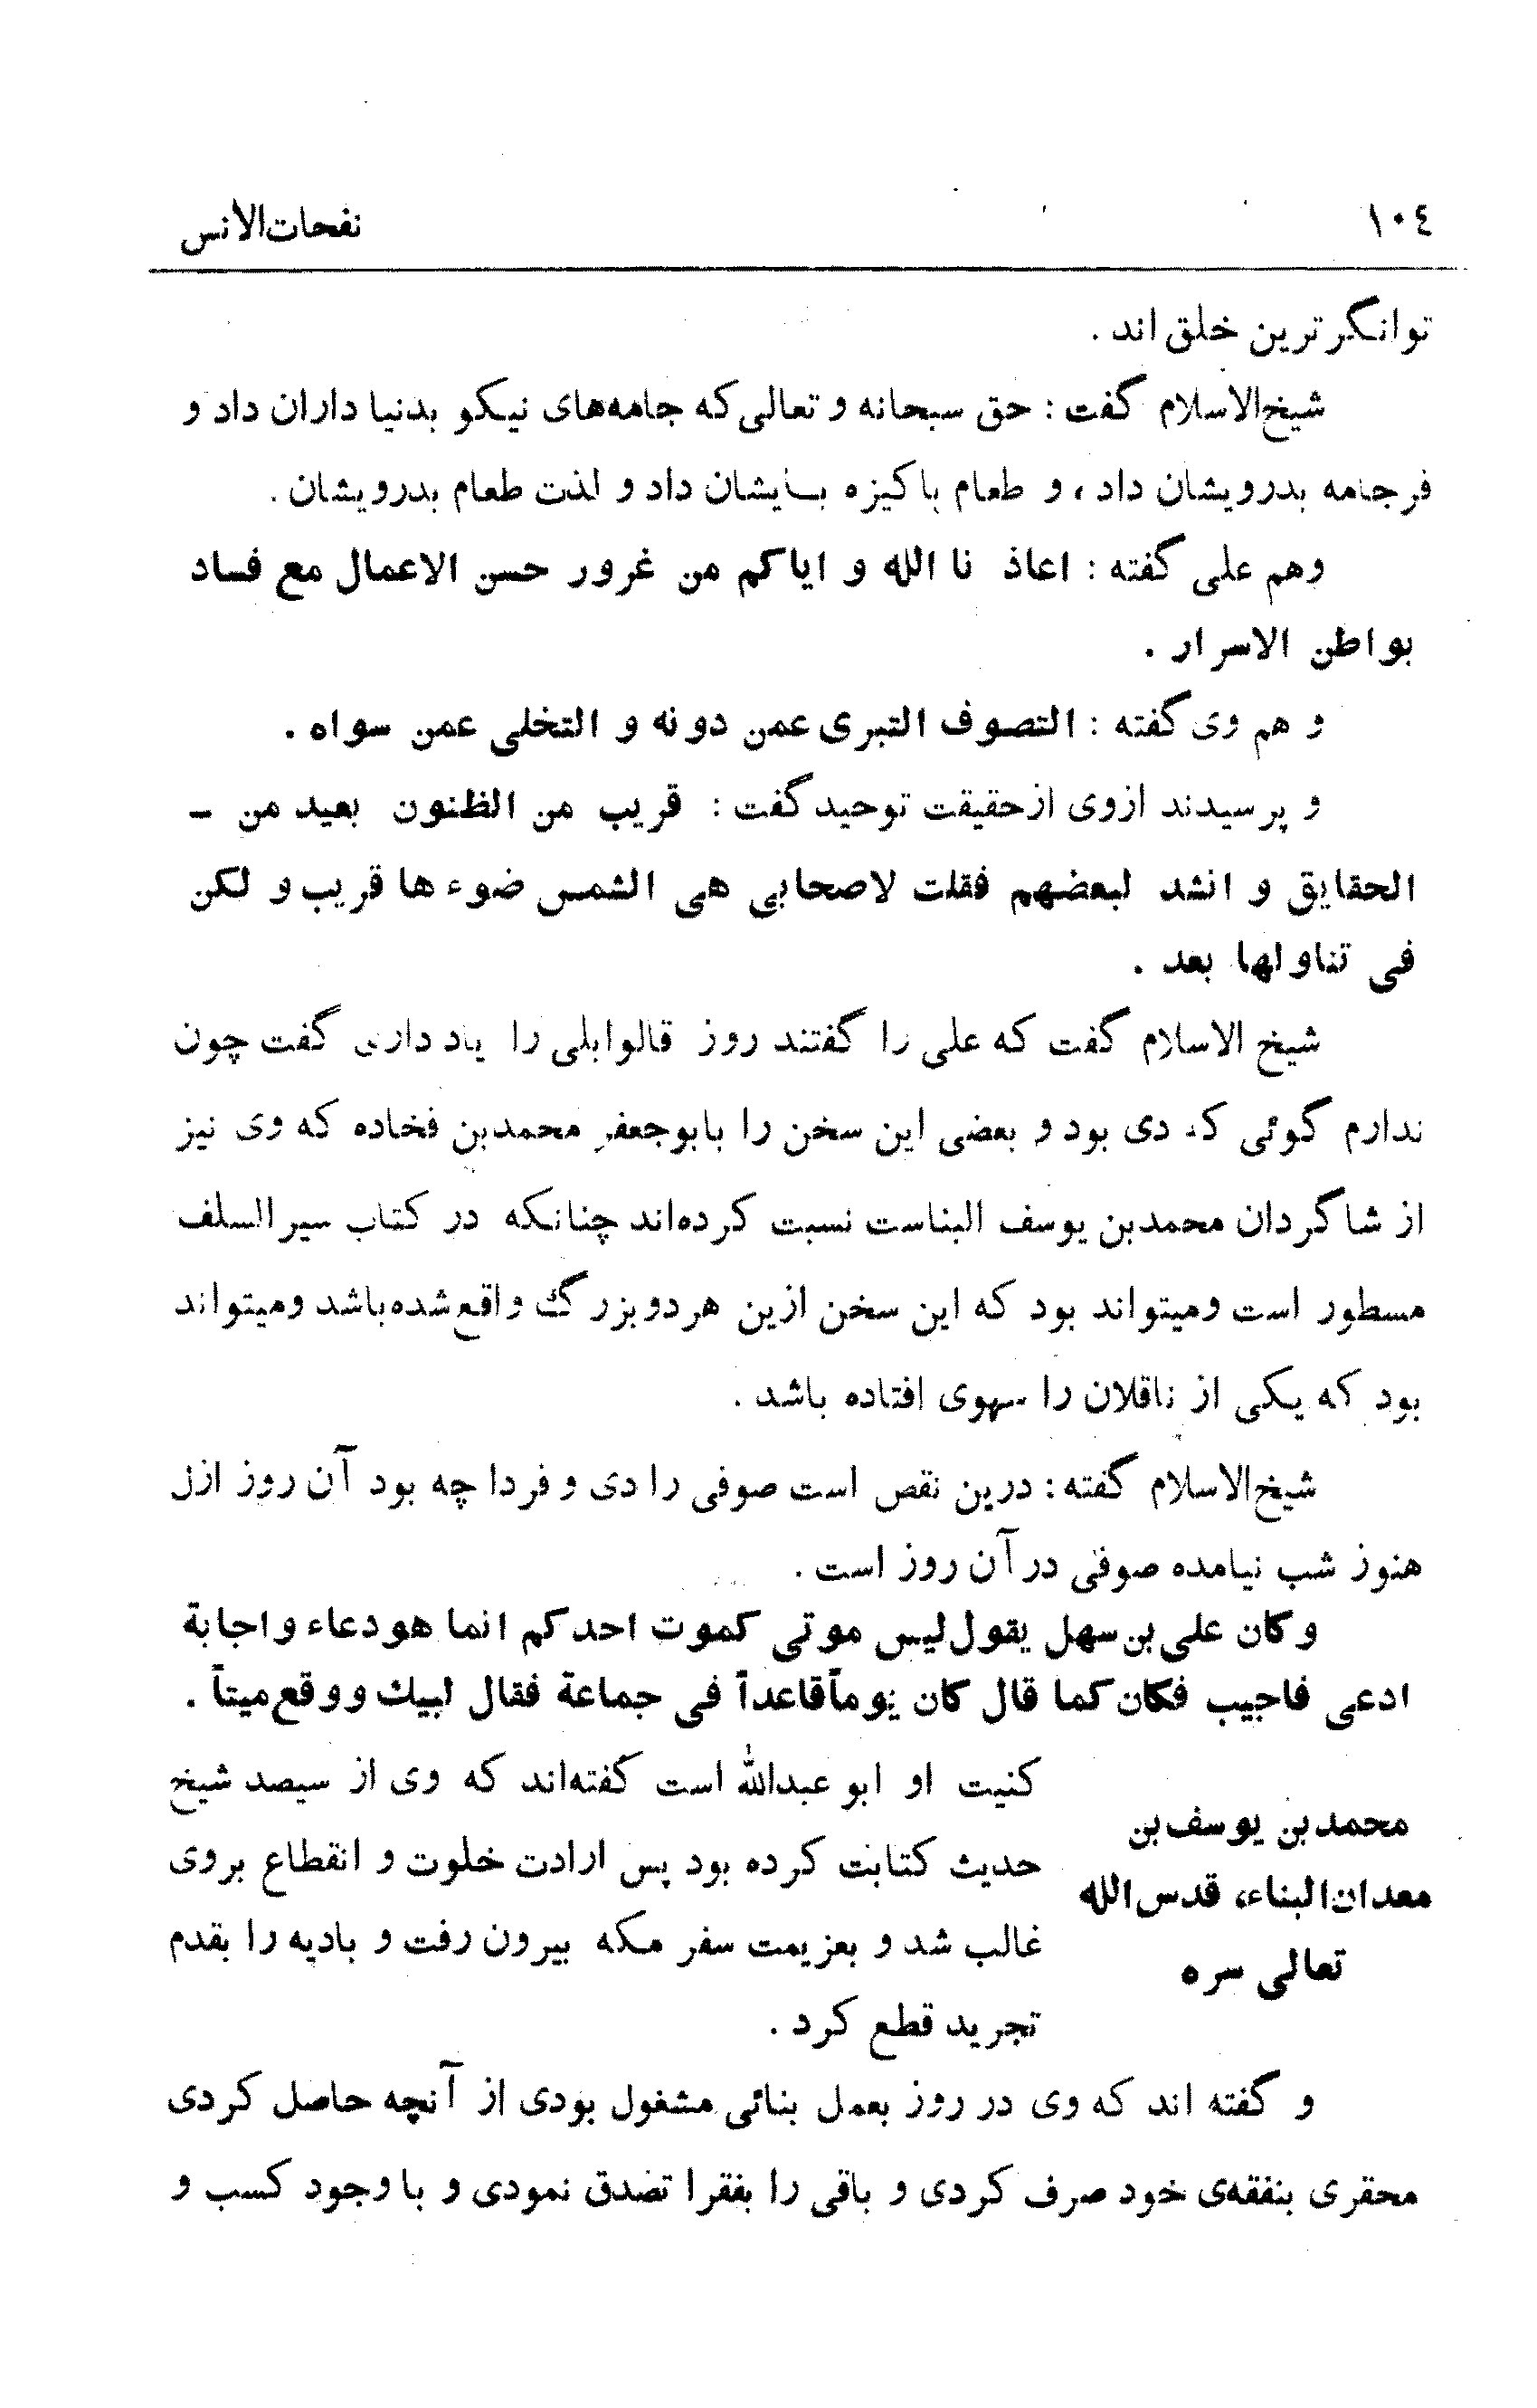 ١٠٤ نفحات‌الأنس
توانگرترین خلق‌اند .
شیخ‌الاسلام گفت : حق سبحانه و تعالی که جامه‌های نیکو بدنیا داران داد و
فرجامه بدرویشان داد ، و طعام پاکیزه بایشان داد و لذت طعام بدرویشان .
وهم علی گفته : اعاذ نا الله و ایاکم من غرور حسن الاعمال مع فساد
بواطن الاسرار .
و هم وی گفته : التصوف التبری عمن دونه و التخلی عمن سواه .
و پرسیدند ازوی ازحقیقت توحید گفت : قریب من الظنون بعید من –
الحقایق و انشد لبعضهم فقلت لاصحابی هی الشمس ضوء ها قریب و لکن
فی تناولها بعد .
شیخ الاسلام گفت که علی را گفتند روز قالوابلی را یاد داری گفت چون
ندارم گوئی که دی بود و بعضی این سخن را بابوجعفر محمدبن فخاده که وی نیز
از شاگردان محمدبن یوسف البناست نسبت کرده‌اند چنانکه در کتاب سیرالسلف
مسطور است ومیتواند بود که این سخن ازین هردوبزرگ واقع‌شده‌باشد ومیتواند
بود که یکی از ناقلان را سهوی افتاده باشد .
شیخ‌الاسلام گفته : درین نقص است صوفی را دی و فردا چه بود آن روز ازل
هنوز شب نیامده صوفی درآن روز است .
وکان علی‌بن‌سهل یقول‌لیس موتی کموت احدکم انما هودعاء واجابة
ادعی فاجیب فکان‌کما قال کان یوماًقاعداً فی جماعة فقال لبیك ووقع‌میتاً .
محمدبن یوسف‌بن
معدان‌البناء، قدس‌الله
تعالی سره
کنیت او ابو عبدالله است گفته‌اند که وی از سیصد شیخ
حدیث کتابت کرده بود پس ارادت خلوت و انقطاع بروی
غالب شد و بعزیمت سفر مکه بیرون رفت و بادیه را بقدم
تجرید قطع کرد .
و گفته اند که وی در روز بعمل بنائی مشغول بودی از آنچه حاصل کردی
محقری بنفقه‌ی خود صرف کردی و باقی را بفقرا تصدق نمودی و با وجود کسب و